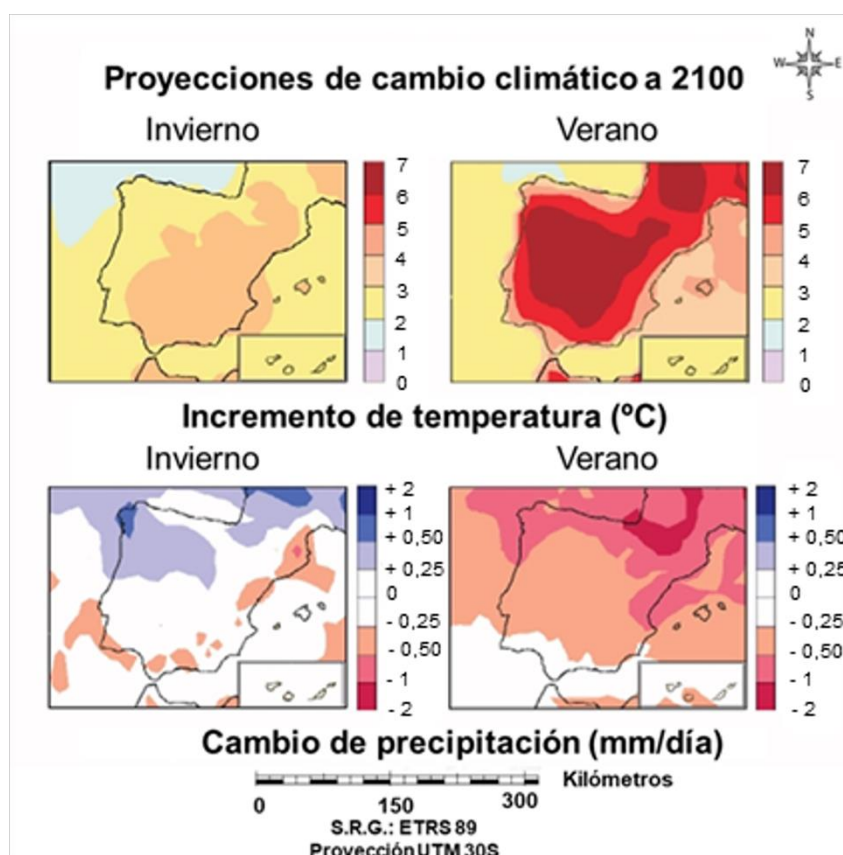 N
W E
S
Proyecciones de cambio climático a 2100
Invierno Verano
7 7
6 6
5 5
4 4
3 3
2 2
1 1
0 0
Incremento de temperatura (ºC)
Invierno Verano
+ 2 + 2
+ 1 + 1
+ 0,50 + 0,50
+ 0,25 + 0,25
0 0
- 0,25 - 0,25
- 0,50 - 0,50
- 1 - 1
- 2 - 2
Cambio de precipitación (mm/día)
Kilómetros
0 150 300
S.R.G.: ETRS 89
Proyección UTM 30S